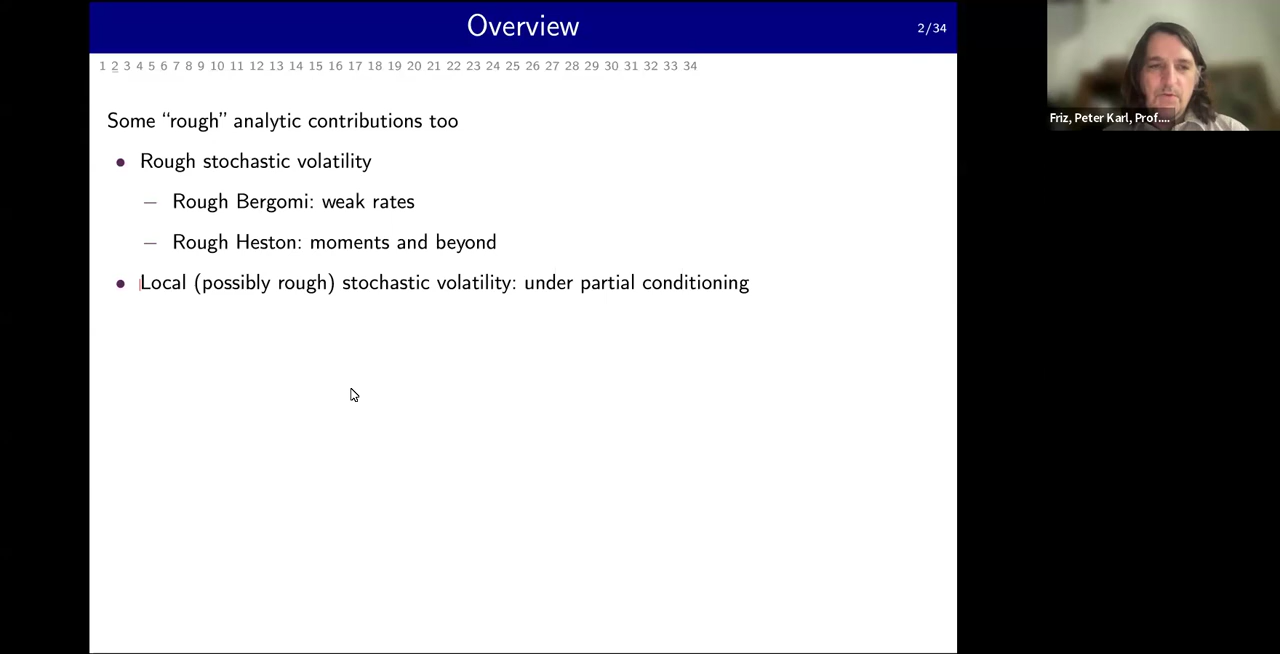 Overview
2/34
1 2 3 4 5 6 7 8 9 10 11 12 13 14 15 16 17 18 19 20 21 22 23 24 25 26 27 28 29 30 31 32 33 34
Some “rough” analytic contributions too
• Rough stochastic volatility
– Rough Bergomi: weak rates
– Rough Heston: moments and beyond
• Local (possibly rough) stochastic volatility: under partial conditioning
Friz, Peter Karl, Prof....